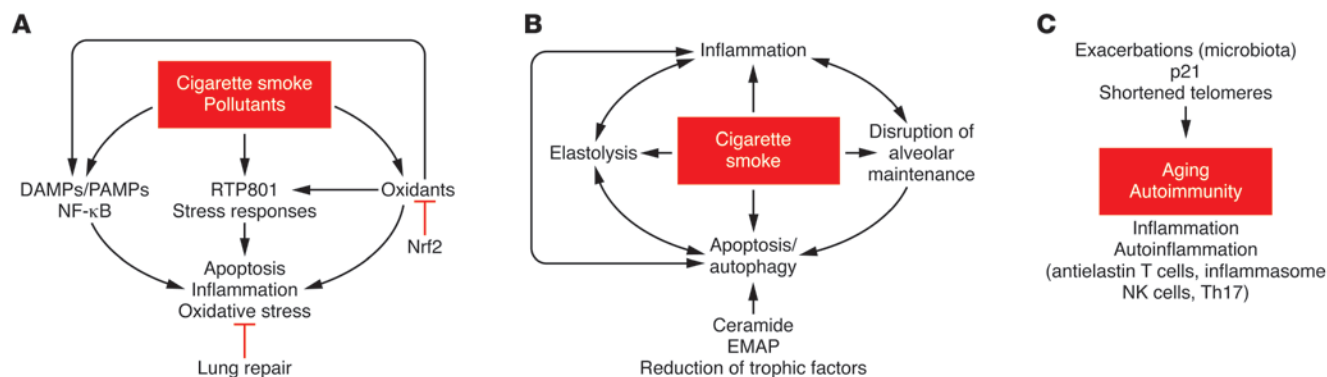 A
Cigarette smoke
Pollutants
DAMPs/PAMPs
NF-κB
RTP801
Stress responses
Oxidants
Nrf2
Apoptosis
Inflammation
Oxidative stress
Lung repair
B
Inflammation
Elastolysis
Cigarette
smoke
Disruption of
alveolar
maintenance
Apoptosis/
autophagy
Ceramide
EMAP
Reduction of trophic factors
C
Exacerbations (microbiota)
p21
Shortened telomeres
Aging
Autoimmunity
Inflammation
Autoinflammation
(antielastin T cells, inflammasome
NK cells, Th17)